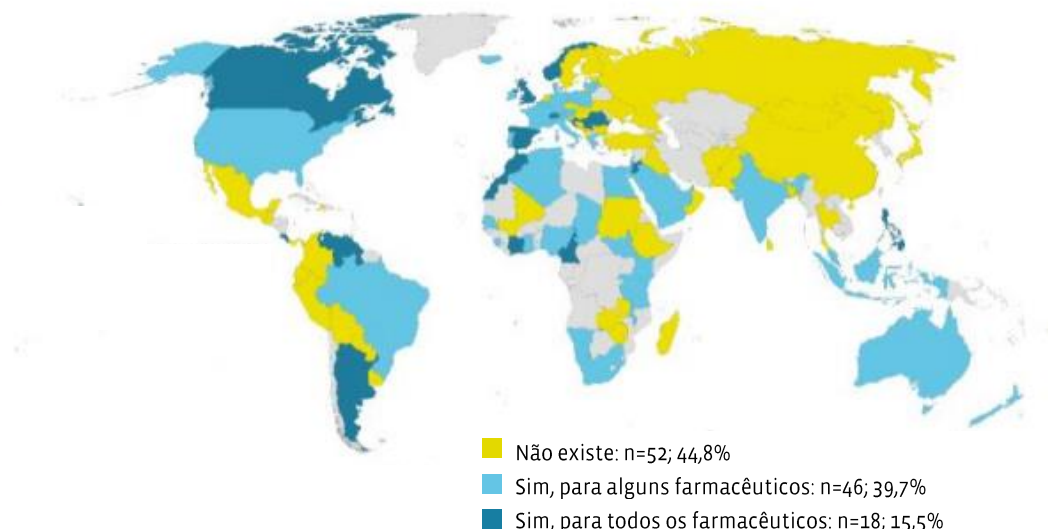 Não existe: n=52; 44,8%
Sim, para alguns farmacêuticos: n=46; 39,7%
Sim, para todos os farmacêuticos: n=18; 15,5%